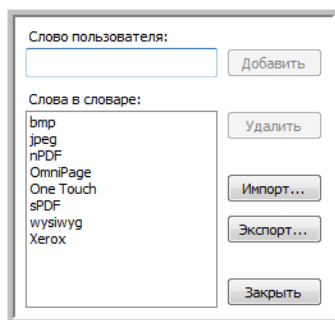 Слово пользователя:
Добавить
Слова в словаре:
bmp
jpeg
nPDF
OmniPage
One Touch
sPDF
wysiwyg
Xerox
Удалить
Импорт...
Экспорт...
Закрыть